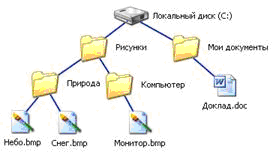 Локальный диск (C:)
Рисунки
Мои документы
Природа
Компьютер
Доклад.doc
Небо.bmp
Снег.bmp
Монитор.bmp